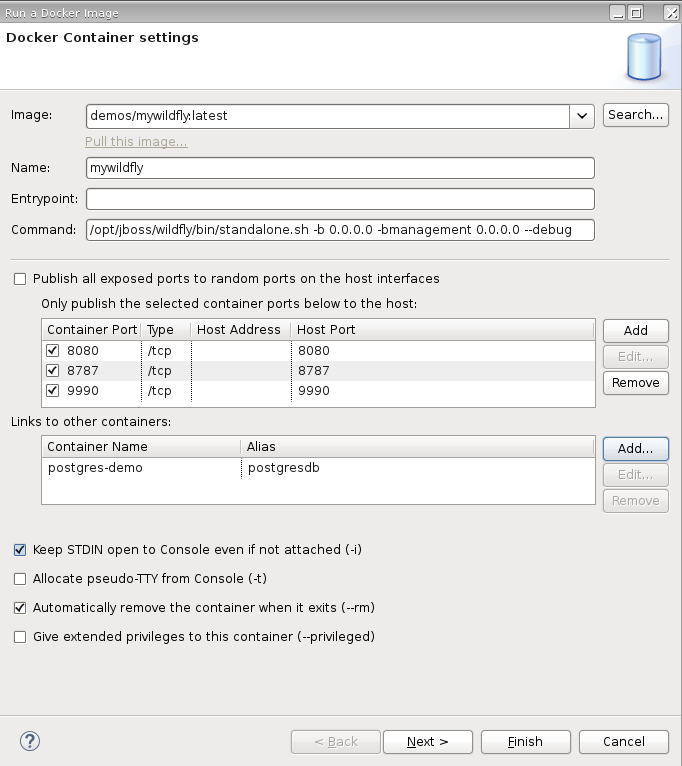 Run a Docker Image
Docker Container settings
Image: demos/mywildfly:latest Search...
Pull this image...
Name: mywildfly
Entrypoint:
Command: /opt/jboss/wildfly/bin/standalone.sh -b 0.0.0.0 -bmanagement 0.0.0.0 --debug
Publish all exposed ports to random ports on the host interfaces
Only publish the selected container ports below to the host:
Container Port Type Host Address Host Port Add
8080 /tcp 8080
8787 /tcp 8787 Edit...
9990 /tcp 9990 Remove
Links to other containers:
Container Name Alias Add...
postgres-demo postgresdb Edit...
Remove
Keep STDIN open to Console even if not attached (-i)
Allocate pseudo-TTY from Console (-t)
Automatically remove the container when it exits (--rm)
Give extended privileges to this container (--privileged)
? < Back Next > Finish Cancel